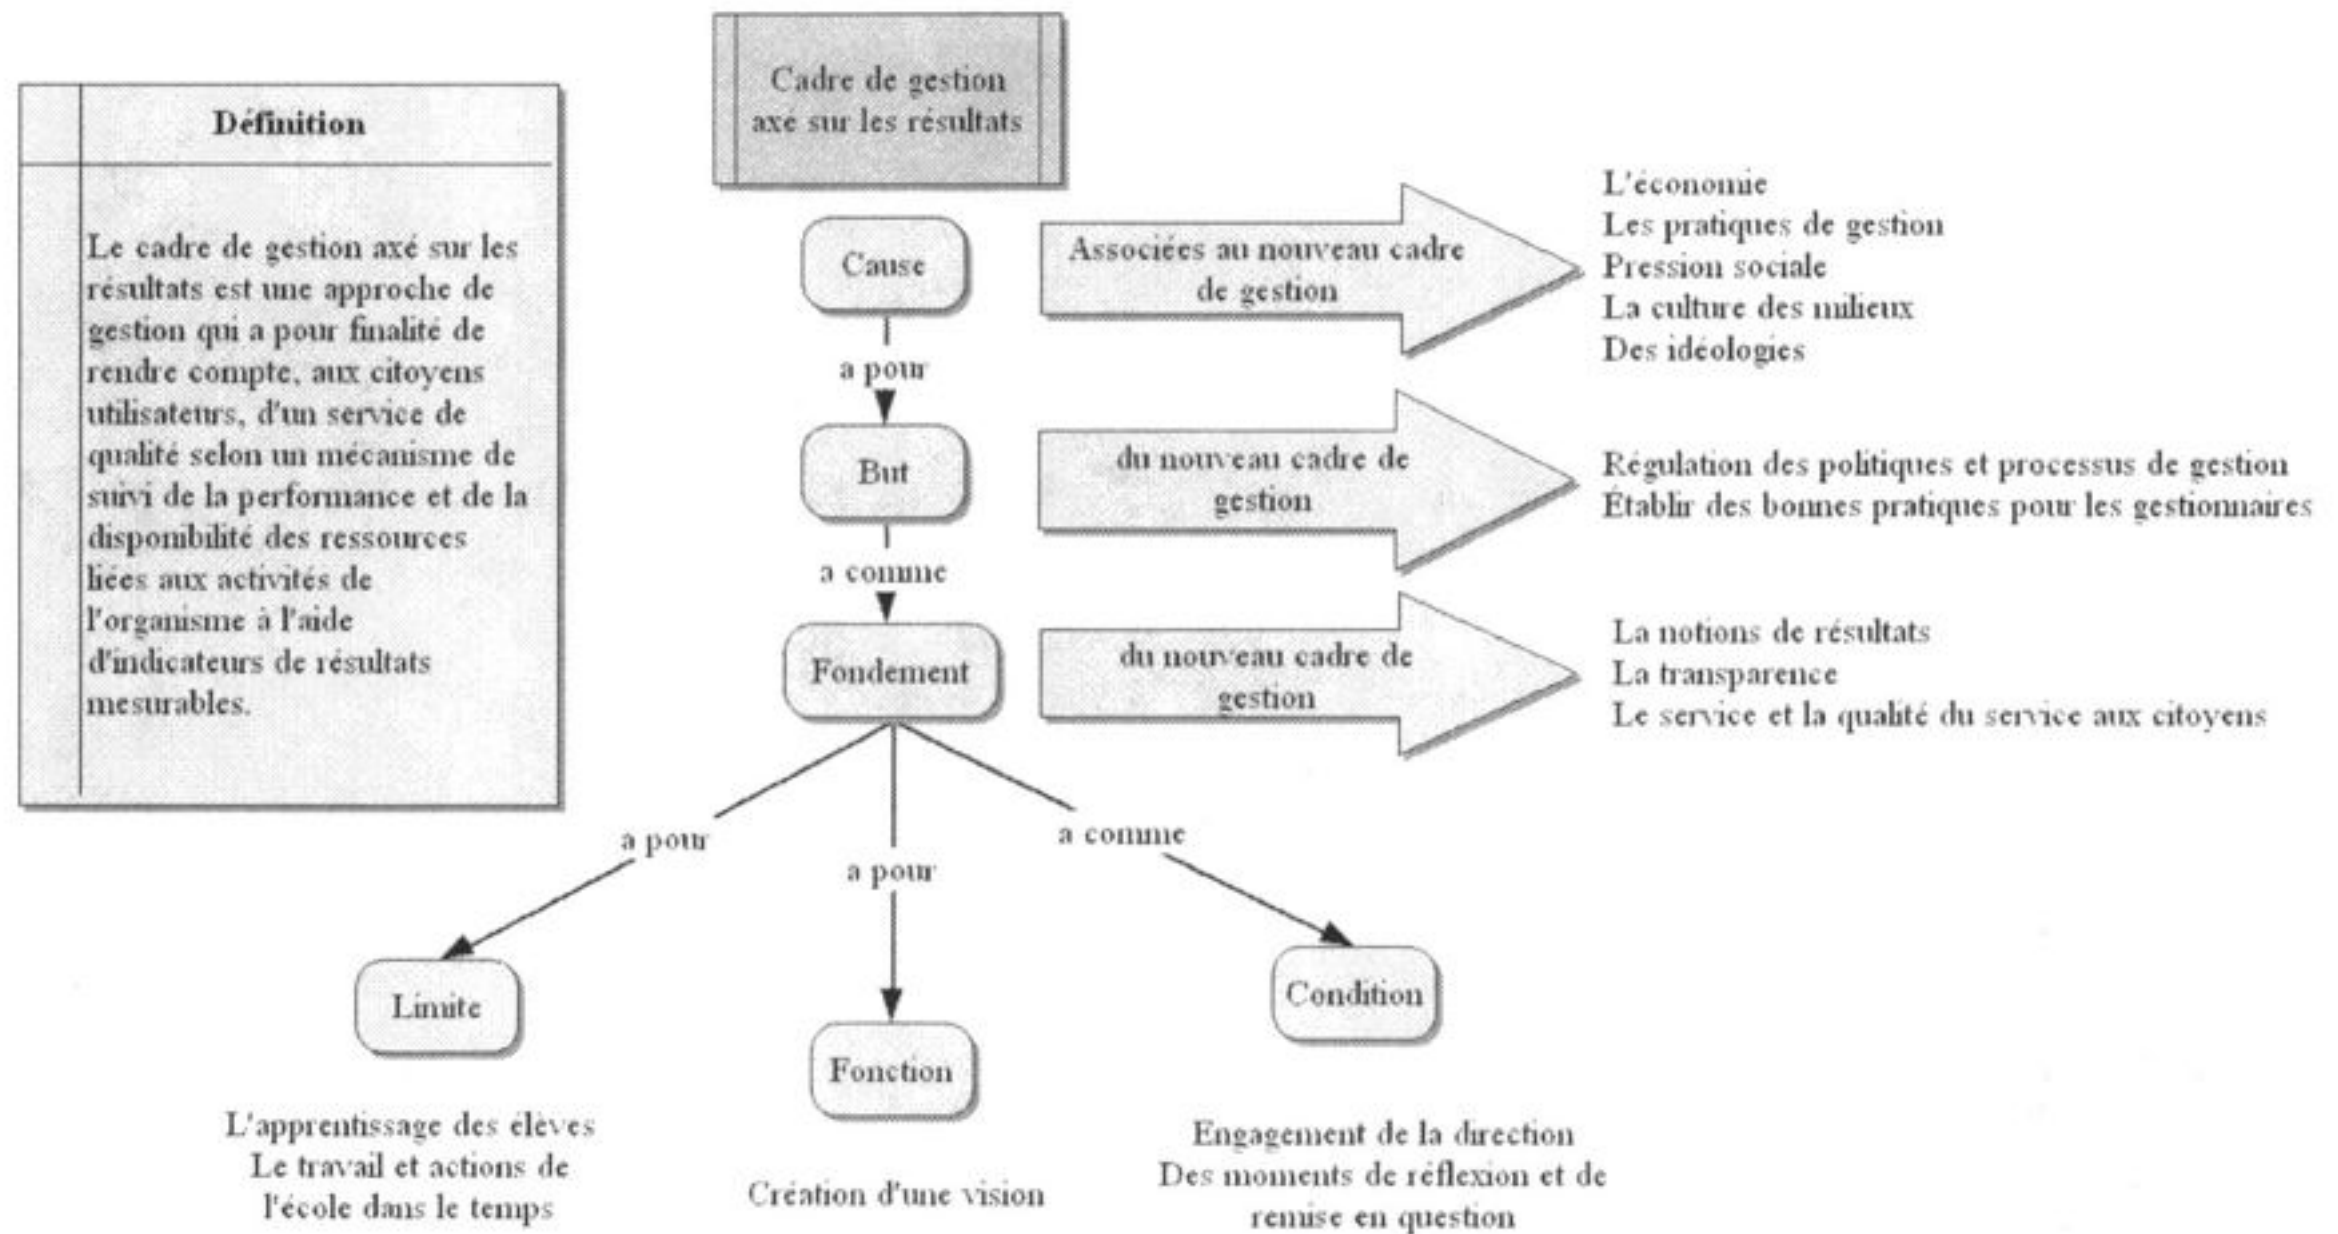 Cadre de gestion
axé sur les résultats
Définition
Le cadre de gestion axé sur les
résultats est une approche de
gestion qui a pour finalité de
rendre compte, aux citoyens
utilisateurs, d'un service de
qualité selon un mécanisme de
suivi de la performance et de la
disponibilité des ressources
liées aux activités de
l'organisme à l'aide
d'indicateurs de résultats
mesurables.
Cause
Associées au nouveau cadre
de gestion
L'économie
Les pratiques de gestion
Pression sociale
La culture des milieux
Des idéologies
a pour
But
du nouveau cadre de
gestion
Régulation des politiques et processus de gestion
Établir des bonnes pratiques pour les gestionnaires
a comme
Fondement
du nouveau cadre de
gestion
La notions de résultats
La transparence
Le service et la qualité du service aux citoyens
a pour
a pour
a comme
Limite
L'apprentissage des élèves
Le travail et actions de
l'école dans le temps
Fonction
Création d'une vision
Condition
Engagement de la direction
Des moments de réflexion et de
remise en question